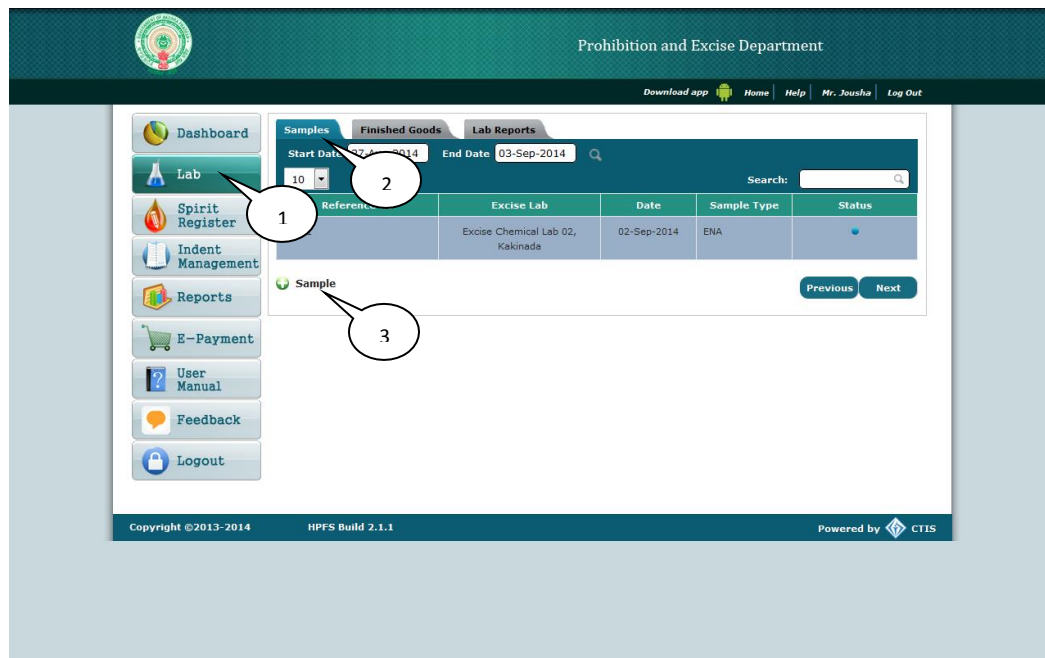 Prohibition and Excise Department
Download app Home Help Mr. Jousha Log Out
Dashboard
Lab
Spirit
Register
Indent
Management
Reports
E-Payment
User
Manual
Feedback
Logout
Samples Finished Goods Lab Reports
Start Date 2014 End Date 03-Sep-2014
10 Search:
Excise Lab Date Sample Type Status
Excise Chemical Lab 02, 02-Sep-2014 ENA
Kakinada
Sample Previous Next
1
2
3
Copyright ©2013-2014 HPFS Build 2.1.1 Powered by CTIS